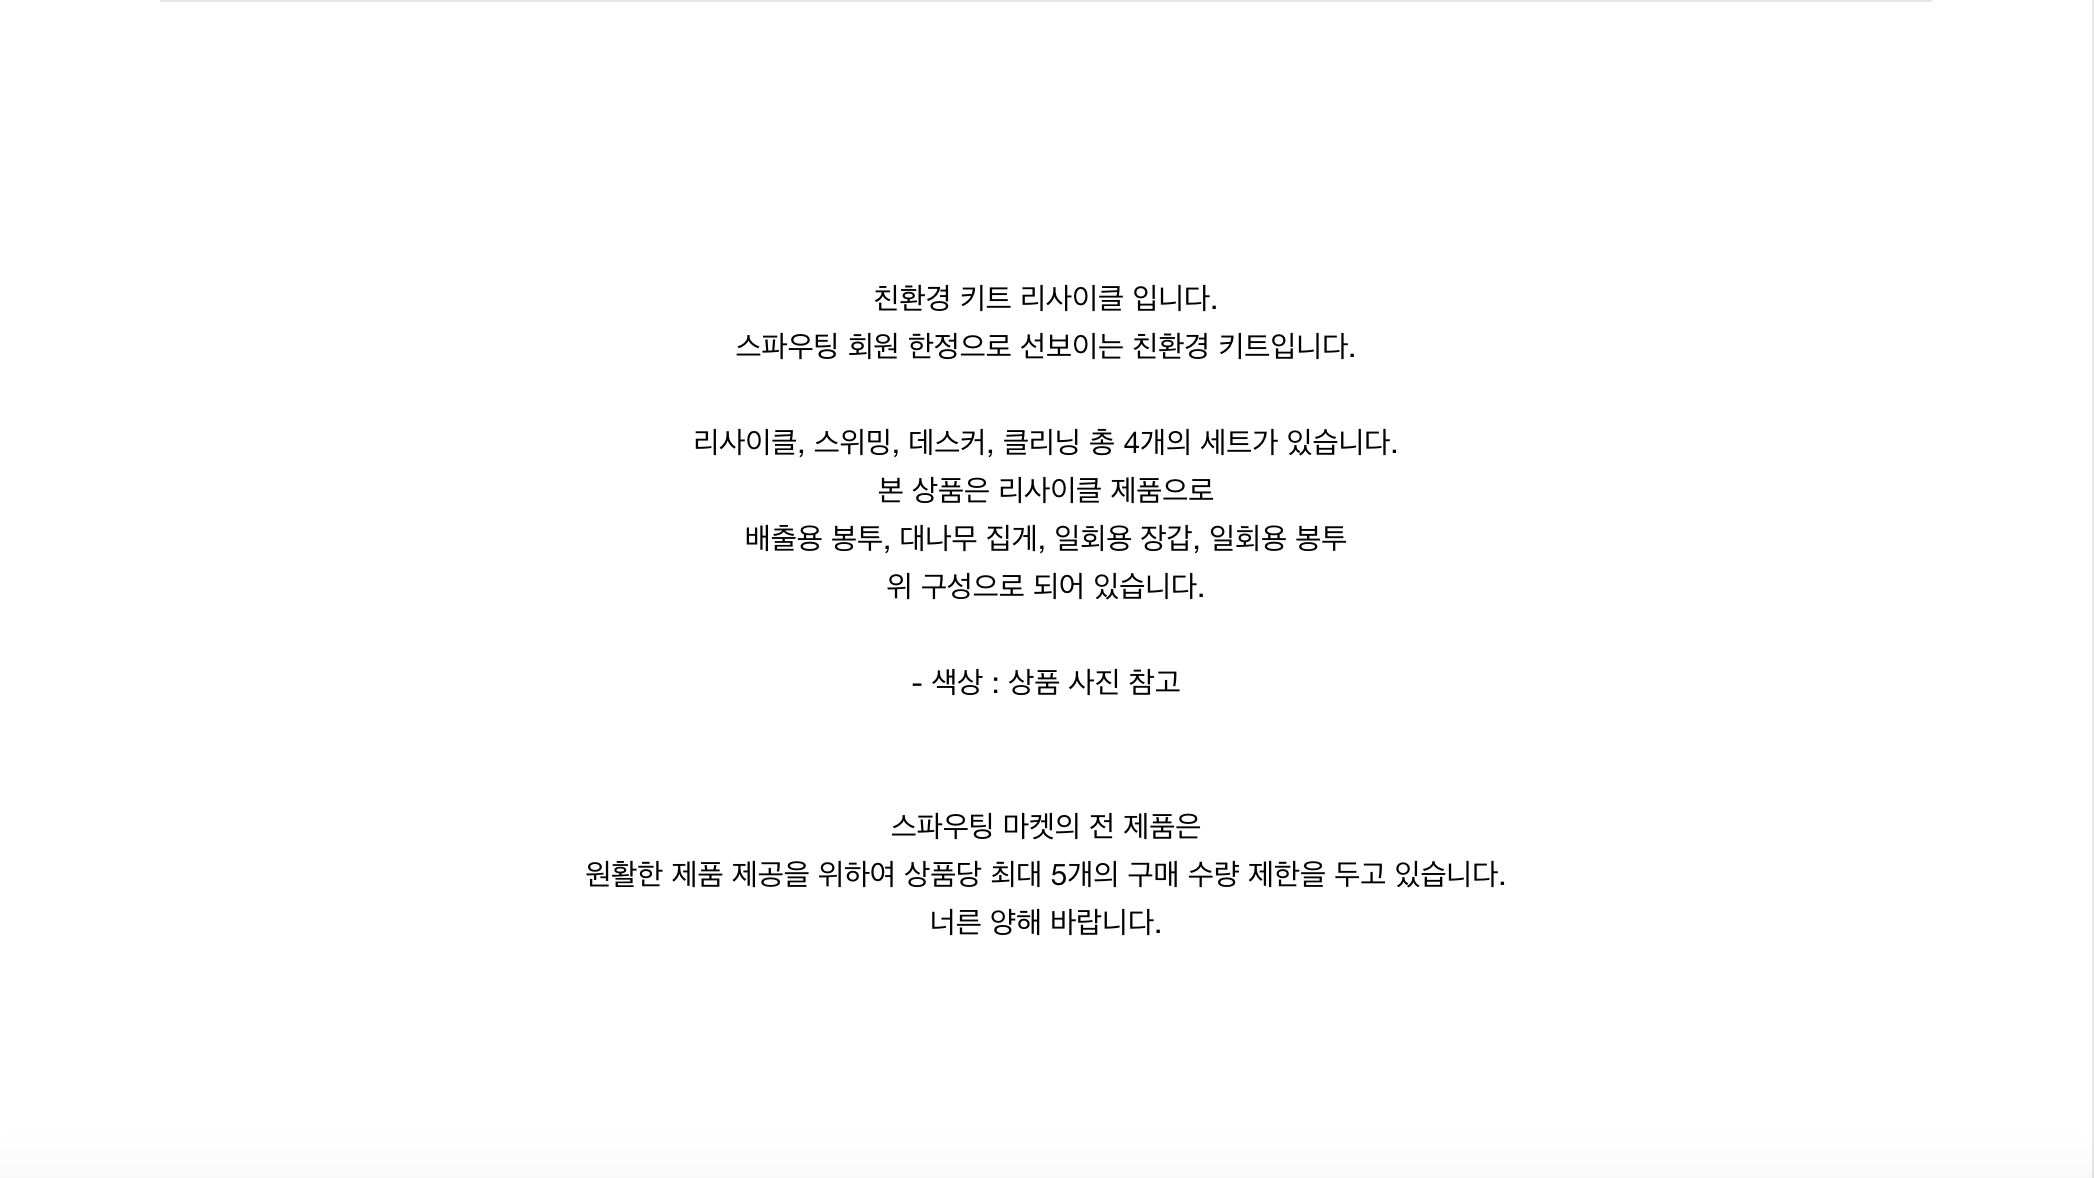 친환경 키트 리사이클 입니다.
스파우팅 회원 한정으로 선보이는 친환경 키트입니다.
리사이클, 스위밍, 데스커, 클리닝 총 4개의 세트가 있습니다.
본 상품은 리사이클 제품으로
배출용 봉투, 대나무 집게, 일회용 장갑, 일회용 봉투
위 구성으로 되어 있습니다.
- 색상 : 상품 사진 참고
스파우팅 마켓의 전 제품은
원활한 제품 제공을 위하여 상품당 최대 5개의 구매 수량 제한을 두고 있습니다.
너른 양해 바랍니다.